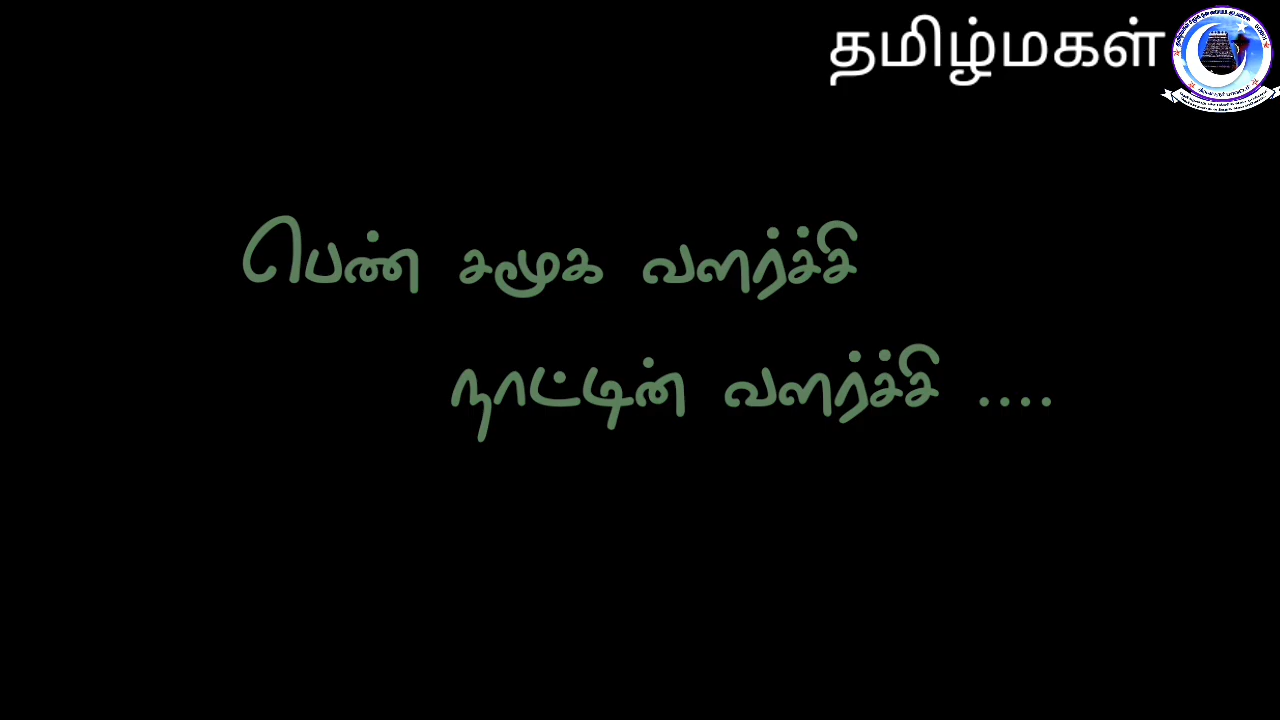 தமிழ்மகள்
பெண் சமூக வளர்ச்சி
நாட்டின் வளர்ச்சி ....